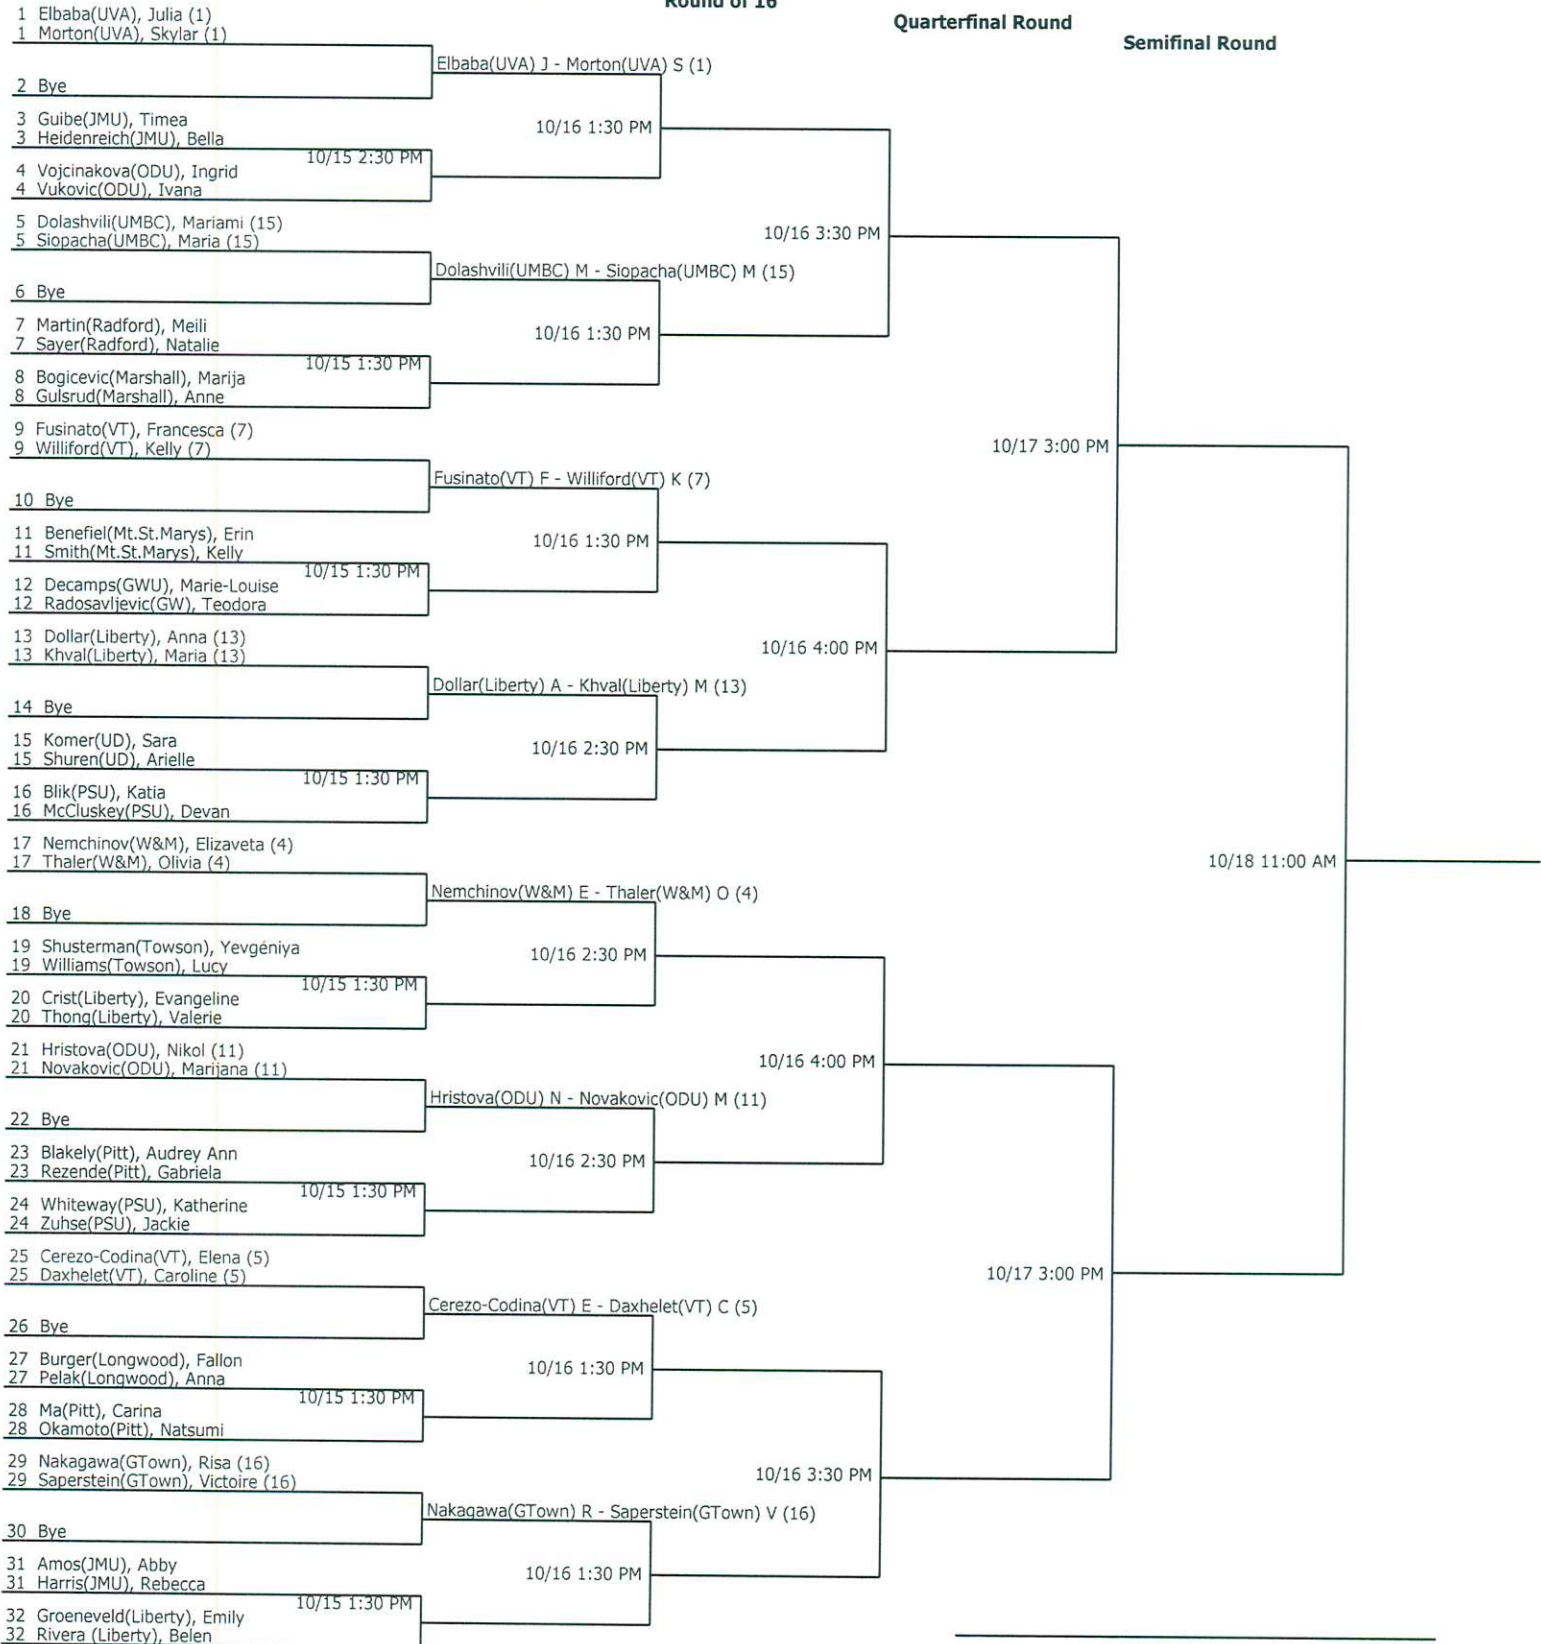 Round of 16
Quarterfinal Round
Semifinal Round
1 Elbaba(UVA), Julia (1)
1 Morton(UVA), Skylar (1)
Elbaba(UVA) J - Morton(UVA) S (1)
2 Bye
10/16 1:30 PM
3 Guibe(JMU), Timea
3 Heidenreich(JMU), Bella
10/15 2:30 PM
4 Vojcinakova(ODU), Ingrid
4 Vukovic(ODU), Ivana
10/16 3:30 PM
5 Dolashvili(UMBC), Mariami (15)
5 Siopacha(UMBC), Maria (15)
Dolashvili(UMBC) M - Siopacha(UMBC) M (15)
6 Bye
10/16 1:30 PM
7 Martin(Radford), Meili
7 Sayer(Radford), Natalie
10/15 1:30 PM
8 Bogicevic(Marshall), Marija
8 Gulsrud(Marshall), Anne
10/17 3:00 PM
9 Fusinato(VT), Francesca (7)
9 Williford(VT), Kelly (7)
Fusinato(VT) F - Williford(VT) K (7)
10 Bye
10/16 1:30 PM
11 Benefiel(Mt.St.Marys), Erin
11 Smith(Mt.St.Marys), Kelly
10/15 1:30 PM
12 Decamps(GWU), Marie-Louise
12 Radosavljevic(GW), Teodora
10/16 4:00 PM
13 Dollar(Liberty), Anna (13)
13 Khval(Liberty), Maria (13)
Dollar(Liberty) A - Khval(Liberty) M (13)
14 Bye
10/16 2:30 PM
15 Komer(UD), Sara
15 Shuren(UD), Arielle
10/15 1:30 PM
16 Blik(PSU), Katia
16 McCluskey(PSU), Devan
10/18 11:00 AM
17 Nemchinov(W&M), Elizaveta (4)
17 Thaler(W&M), Olivia (4)
Nemchinov(W&M) E - Thaler(W&M) O (4)
18 Bye
10/16 2:30 PM
19 Shusterman(Towson), Yevgeniya
19 Williams(Towson), Lucy
10/15 1:30 PM
20 Crist(Liberty), Evangeline
20 Thong(Liberty), Valerie
10/16 4:00 PM
21 Hristova(ODU), Nikol (11)
21 Novakovic(ODU), Marijana (11)
Hristova(ODU) N - Novakovic(ODU) M (11)
22 Bye
10/16 2:30 PM
23 Blakely(Pitt), Audrey Ann
23 Rezende(Pitt), Gabriela
10/15 1:30 PM
24 Whiteway(PSU), Katherine
24 Zuhse(PSU), Jackie
10/17 3:00 PM
25 Cerezo-Codina(VT), Elena (5)
25 Daxhelet(VT), Caroline (5)
Cerezo-Codina(VT) E - Daxhelet(VT) C (5)
26 Bye
10/16 1:30 PM
27 Burger(Longwood), Fallon
27 Pelak(Longwood), Anna
10/15 1:30 PM
28 Ma(Pitt), Carina
28 Okamoto(Pitt), Natsumi
10/16 3:30 PM
29 Nakagawa(GTown), Risa (16)
29 Saperstein(GTown), Victoire (16)
Nakagawa(GTown) R - Saperstein(GTown) V (16)
30 Bye
10/16 1:30 PM
31 Amos(JMU), Abby
31 Harris(JMU), Rebecca
10/15 1:30 PM
32 Groeneveld(Liberty), Emily
32 Rivera (Liberty), Belen